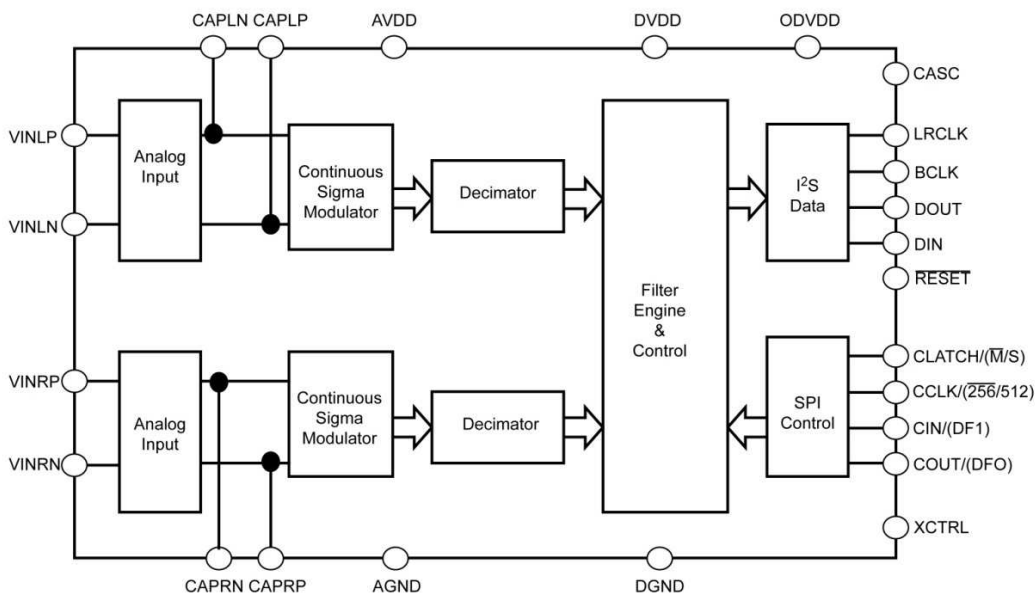 CAPLN CAPLP AVDD DVDD ODVDD
CASC
VINLP
Analog
Input
VINLN
Continuous
Sigma
Modulator
Decimator
Filter
Engine
&
Control
I²S
Data
LRCLK
BCLK
DOUT
DIN
RESET
VINRP
Analog
Input
VINRN
Continuous
Sigma
Modulator
Decimator
SPI
Control
CLATCH/(M/S)
CCLK/(256/512)
CIN/(DF1)
COUT/(DFO)
XCTRL
CAPRN CAPRP AGND DGND